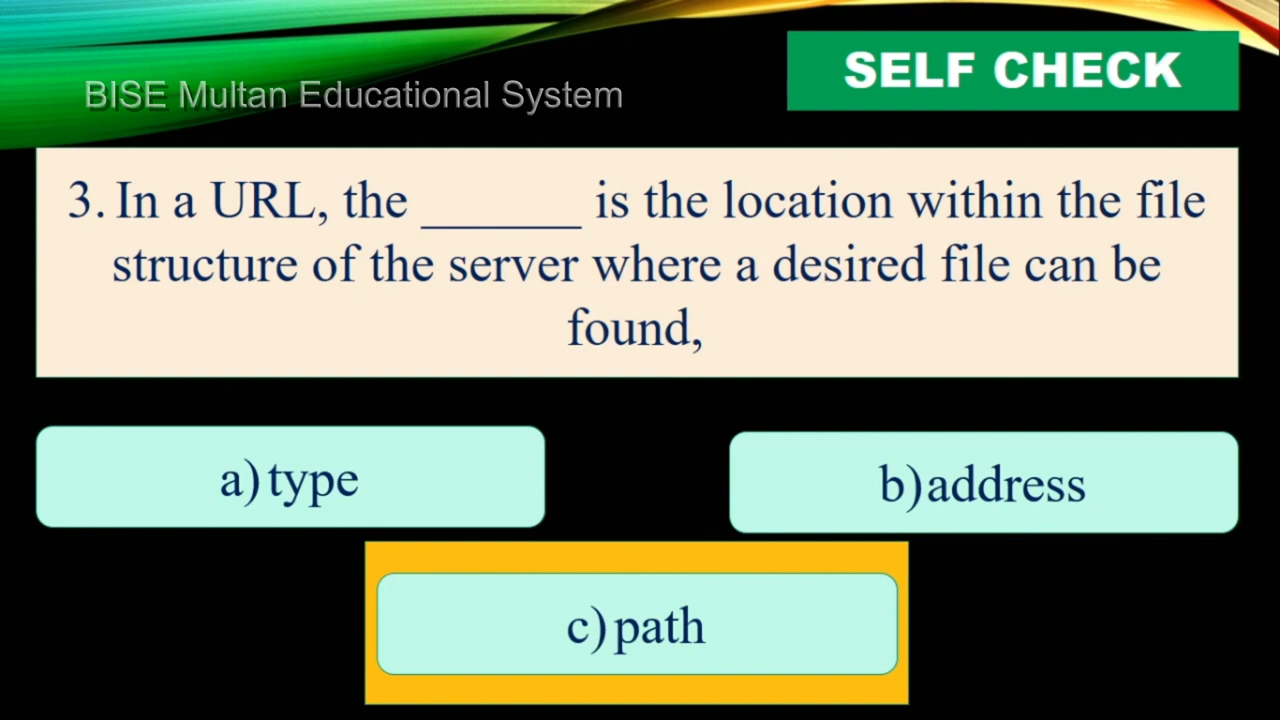 SELF CHECK
BISE Multan Educational System
3. In a URL, the ______ is the location within the file
structure of the server where a desired file can be
found,
a) type
b) address
c) path